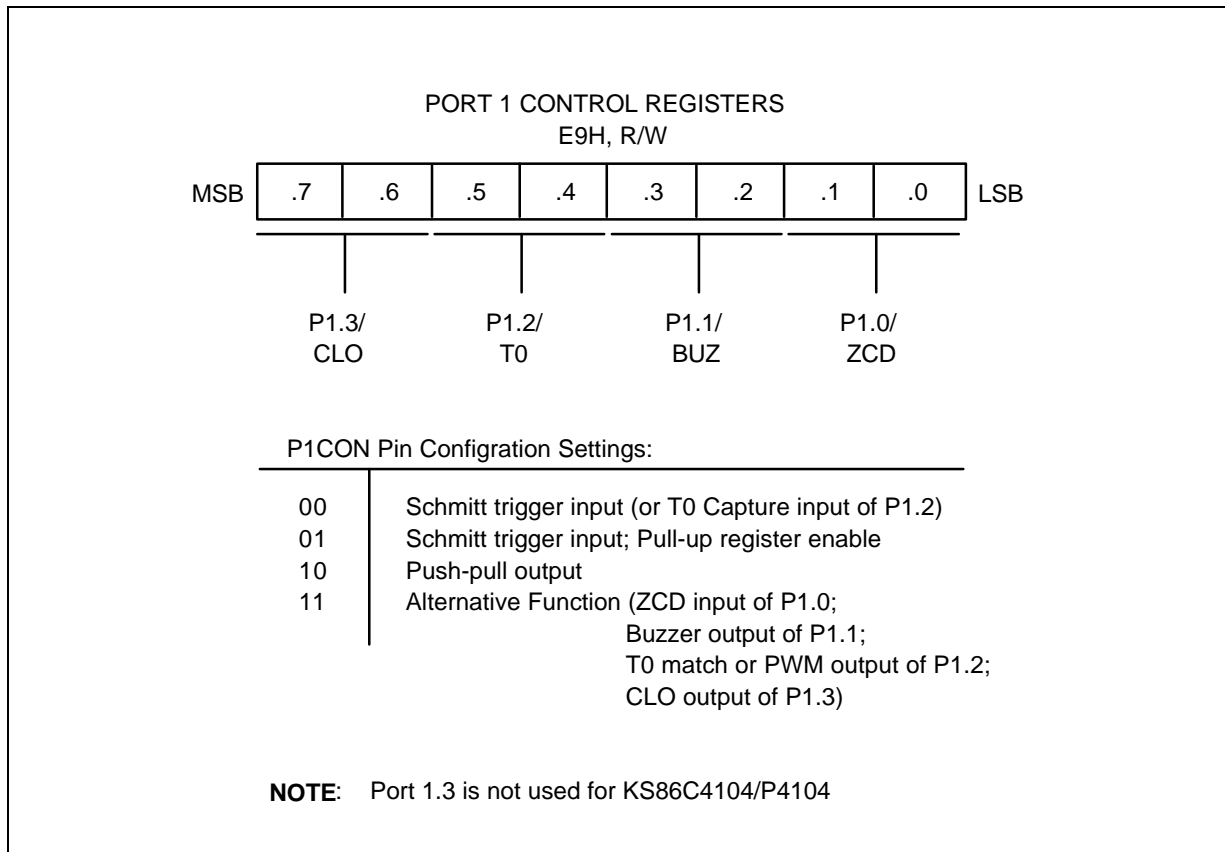 PORT 1 CONTROL REGISTERS
E9H, R/W
MSB .7 .6 .5 .4 .3 .2 .1 .0 LSB
P1.3/ P1.2/ P1.1/ P1.0/
CLO T0 BUZ ZCD
P1CON Pin Configration Settings:
00 Schmitt trigger input (or T0 Capture input of P1.2)
01 Schmitt trigger input; Pull-up register enable
10 Push-pull output
11 Alternative Function (ZCD input of P1.0;
Buzzer output of P1.1;
T0 match or PWM output of P1.2;
CLO output of P1.3)
NOTE: Port 1.3 is not used for KS86C4104/P4104